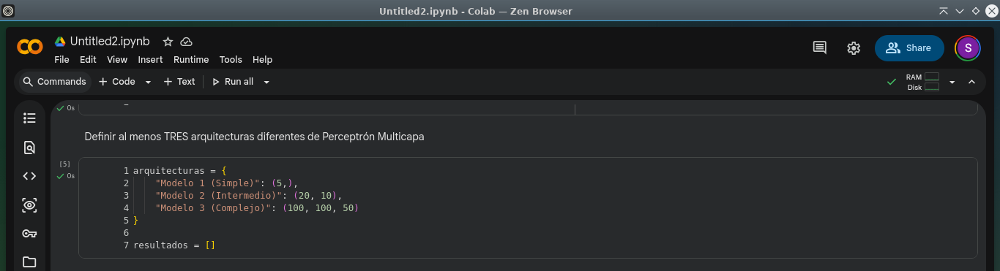 Untitled2.ipynb - Colab — Zen Browser
Untitled2.ipynb
File Edit View Insert Runtime Tools Help
Share
S
Commands + Code + Text Run all
RAM
Disk
0s
Definir al menos TRES arquitecturas diferentes de Perceptrón Multicapa
[5]
0s
1 arquitecturas = {
2 "Modelo 1 (Simple)": (5,),
3 "Modelo 2 (Intermedio)": (20, 10),
4 "Modelo 3 (Complejo)": (100, 100, 50)
5 }
6
7 resultados = []